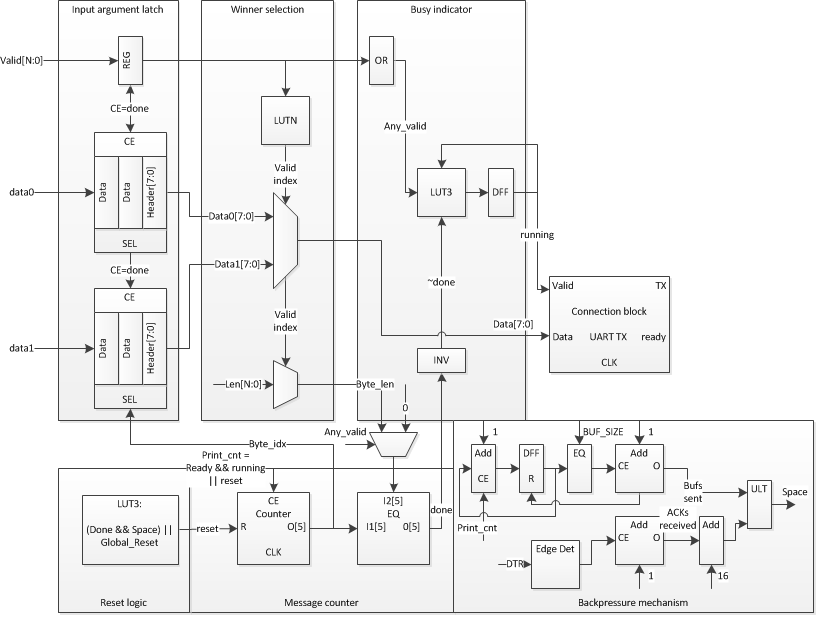 Input argument latch
Winner selection
Busy indicator
Valid[N:0]
REG
OR
CE=done
LUTN
Any_valid
CE
Valid
index
data0
Data
Data
Header[7:0]
LUT3
DFF
Data0[7:0]
SEL
running
CE=done
Data1[7:0]
~done
Valid
TX
CE
Connection block
Valid
index
Data[7:0]
data1
Data
Data
Header[7:0]
Data
UART TX
ready
INV
CLK
Len[N:0]
Byte_len
SEL
0
Any_valid
1
BUF_SIZE
1
Byte_idx
Print_cnt =
Ready && running
|| reset
Add
CE
DFF
R
EQ
Add
CE
O
Bufs
sent
ULT
Space
LUT3:
(Done && Space) ||
Global_Reset
reset
CE
Counter
R
O[5]
CLK
I2[5]
EQ
I1[5]
0[5]
done
Print_cnt
ACKs
received
Add
CE
O
Add
DTR
Edge Det
1
16
Reset logic
Message counter
Backpressure mechanism